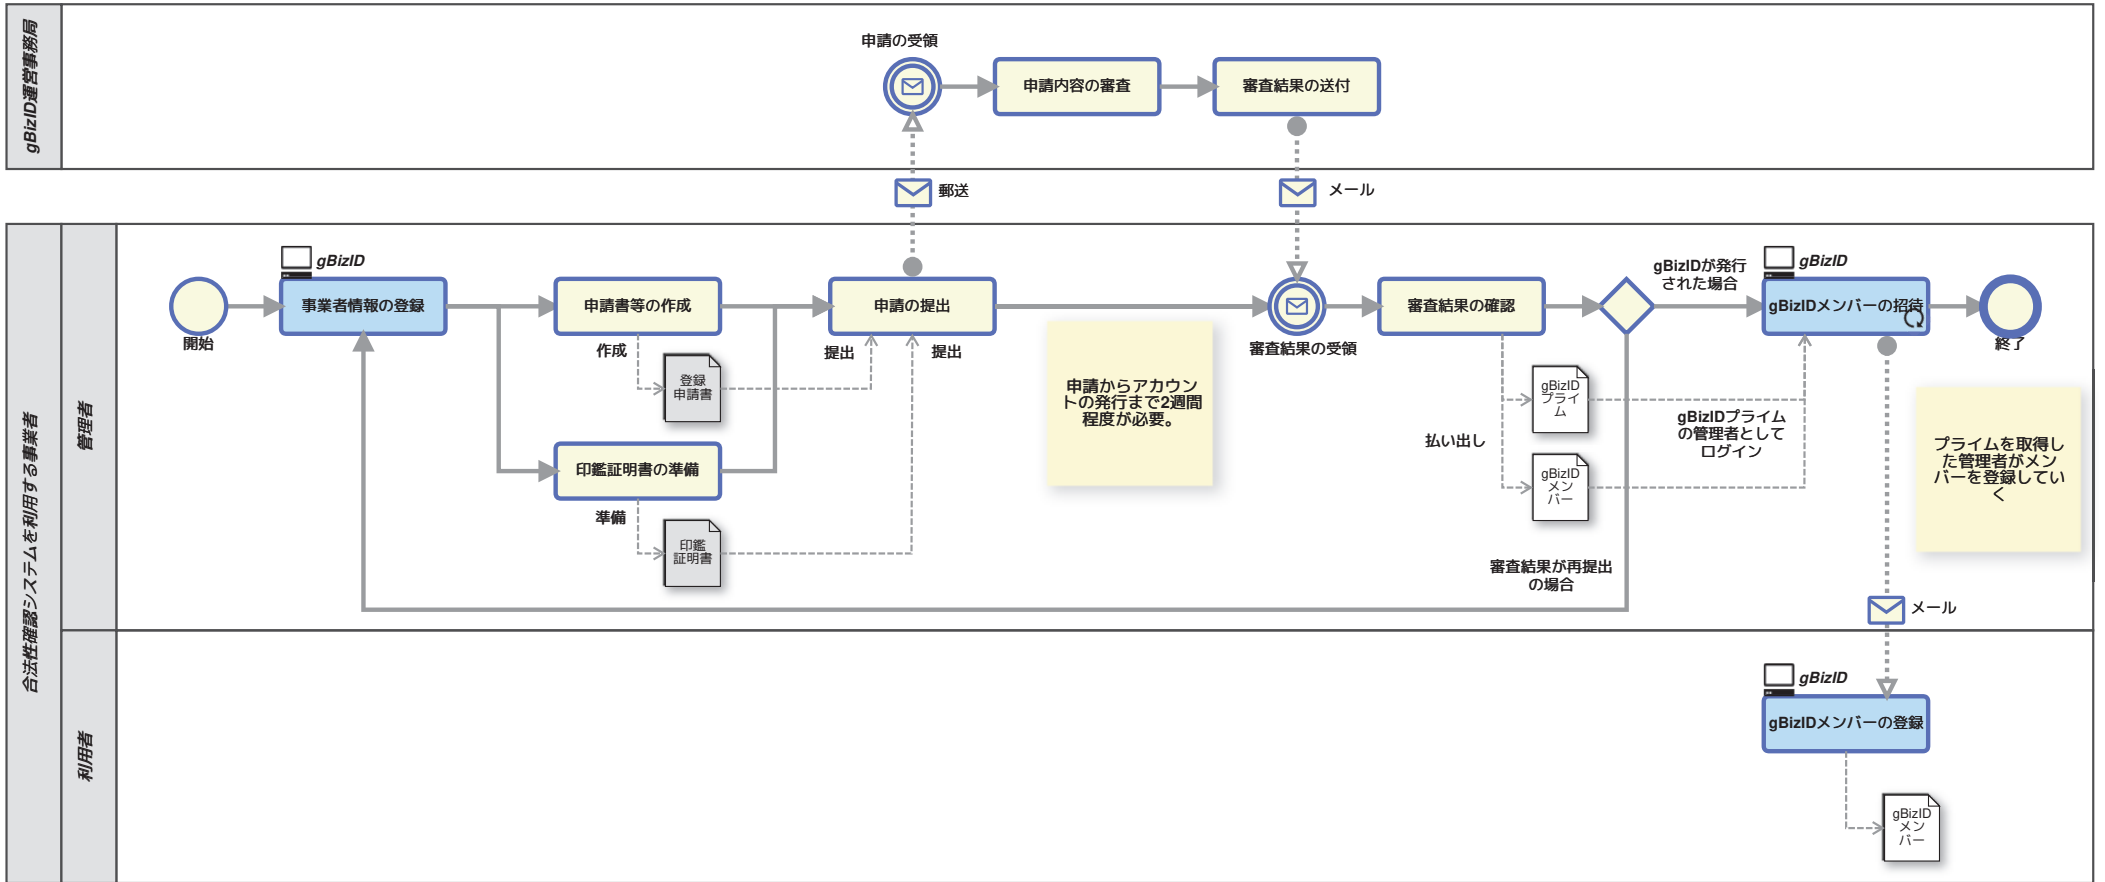 gBizID運営事務局
申請の受領
申請内容の審査
審査結果の送付
郵送
メール
合法性確認システムを利用する事業者
管理者
開始
gBizID
事業者情報の登録
申請書等の作成
作成
登録
申請書
印鑑証明書の準備
準備
印鑑
証明書
申請の提出
提出
提出
申請からアカウン
トの発行まで2週間
程度が必要。
審査結果の受領
審査結果の確認
払い出し
gBizID
プライ
ム
gBizID
メン
バー
gBizIDが発行
された場合
gBizIDプライム
の管理者として
ログイン
審査結果が再提出
の場合
gBizID
gBizIDメンバーの招待
終了
プライムを取得し
た管理者がメン
バーを登録してい
く
メール
利用者
gBizID
gBizIDメンバーの登録
gBizID
メン
バー